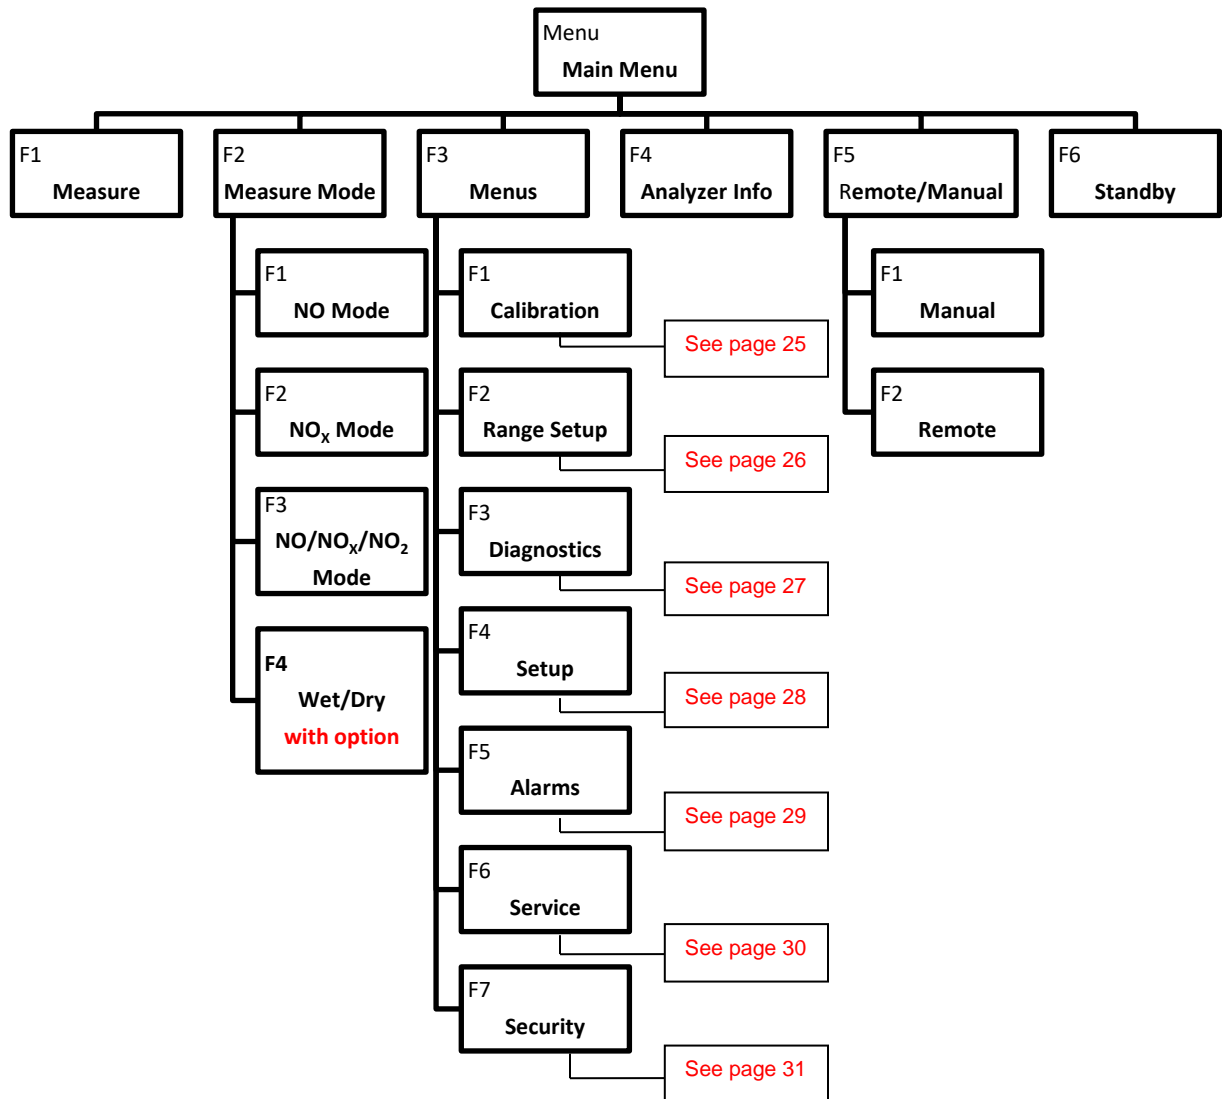 Menu
Main Menu
F1
Measure
F2
Measure Mode
F3
Menus
F4
Analyzer Info
F5
Remote/Manual
F6
Standby
F1
NO Mode
F2
NOₓ Mode
F3
NO/NOₓ/NO₂
Mode
F4
Wet/Dry
with option
F1
Calibration
See page 25
F2
Range Setup
See page 26
F3
Diagnostics
See page 27
F4
Setup
See page 28
F5
Alarms
See page 29
F6
Service
See page 30
F7
Security
See page 31
F1
Manual
F2
Remote